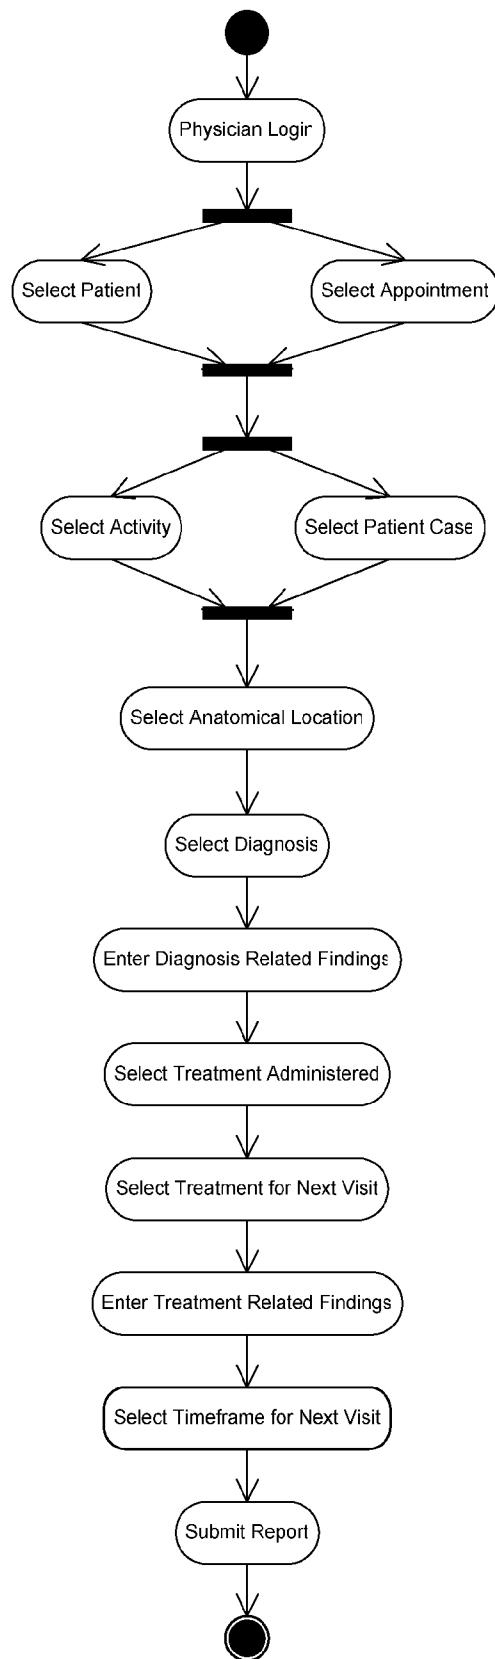 Physician Login
Select Patient
Select Appointment
Select Activity
Select Patient Case
Select Anatomical Location
Select Diagnosis
Enter Diagnosis Related Findings
Select Treatment Administered
Select Treatment for Next Visit
Enter Treatment Related Findings
Select Timeframe for Next Visit
Submit Report